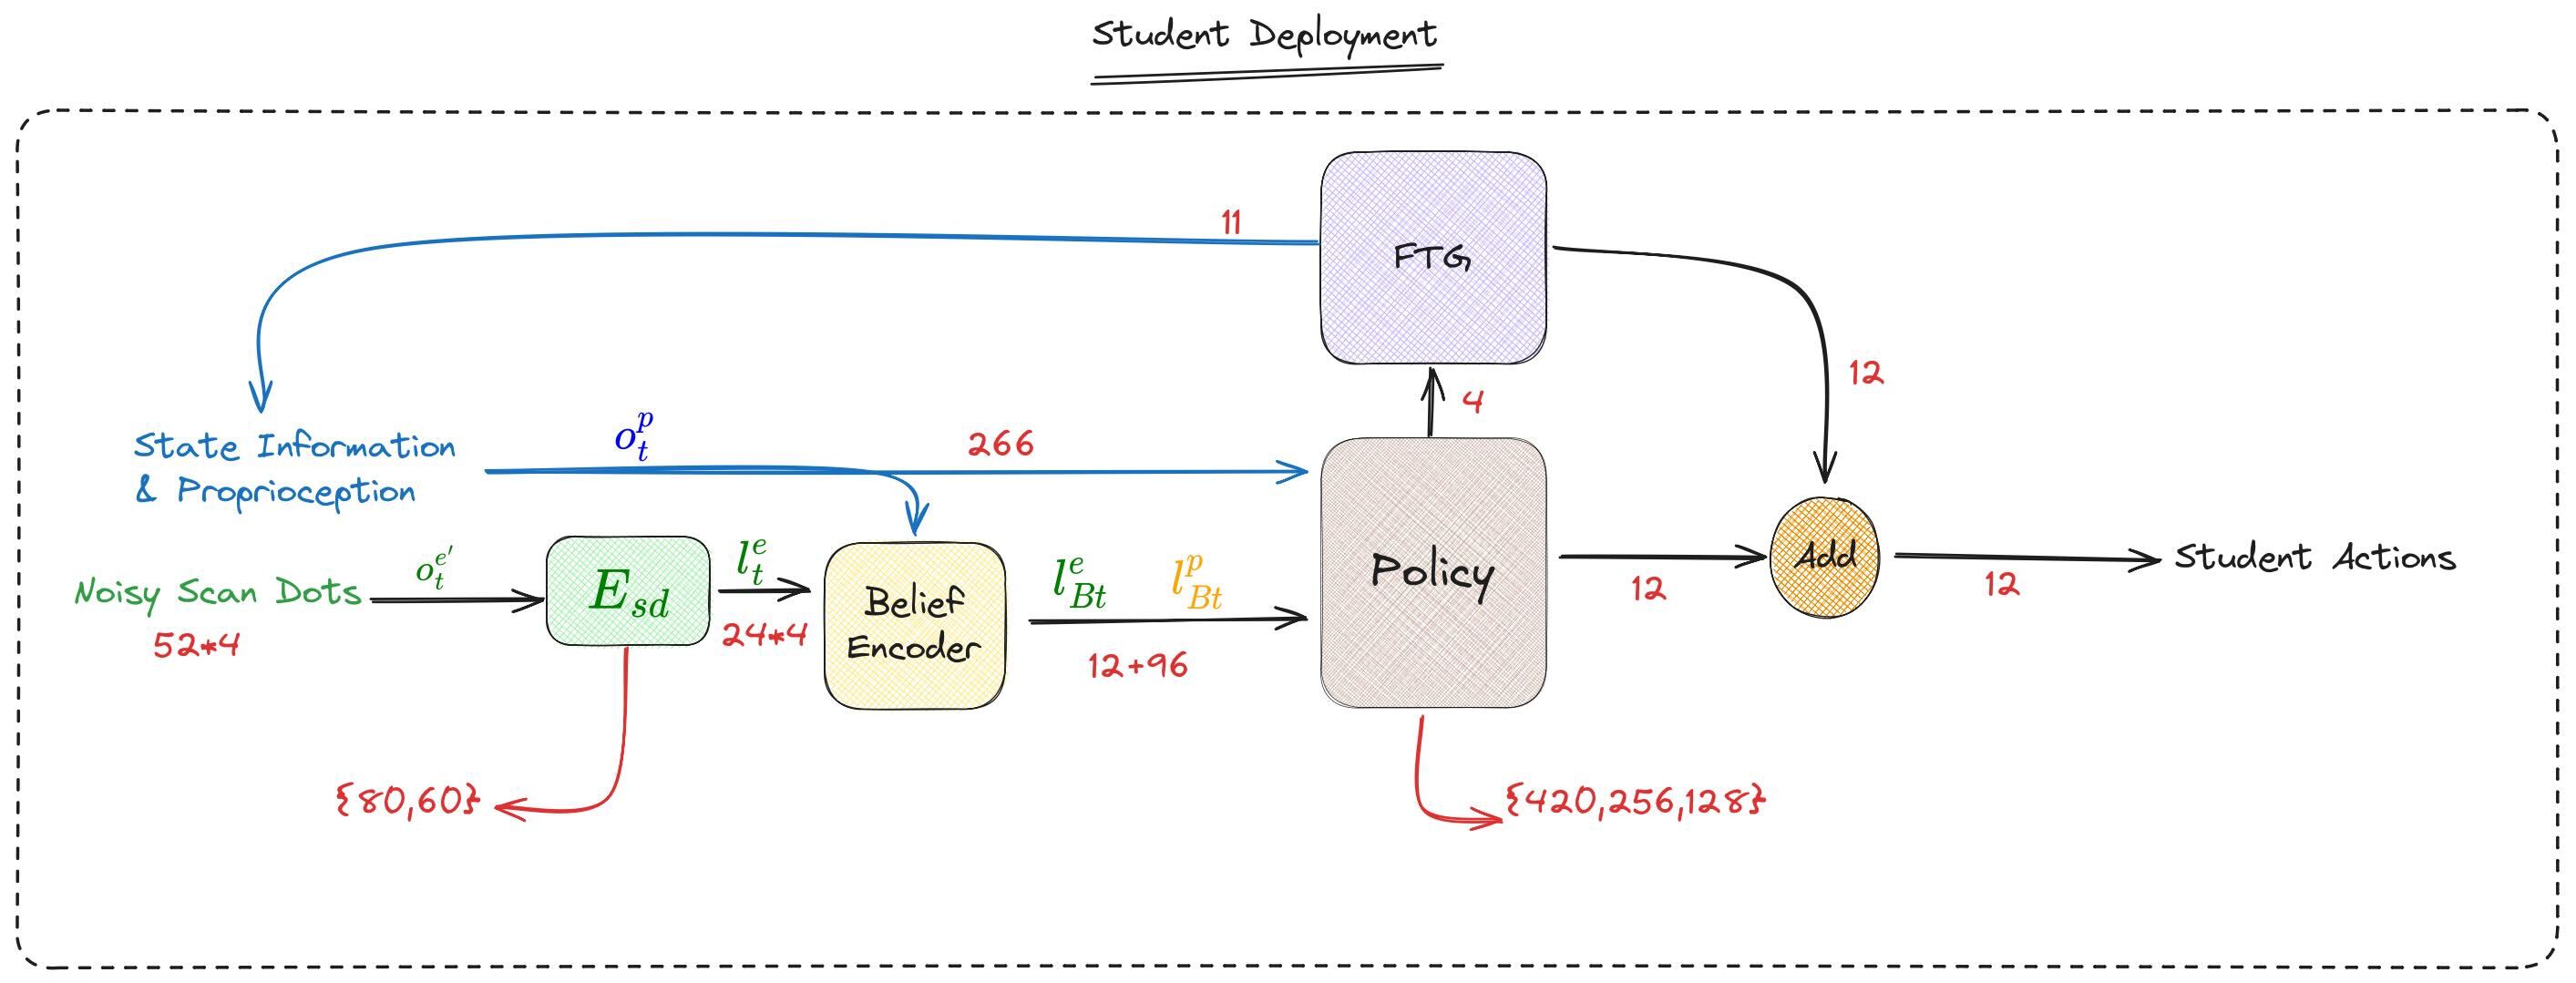 Student Deployment
11
FTG
12
4
State Information
& Proprioception
o_t^p
266
Noisy Scan Dots
52*4
o_t^{e'}
E_{sd}
l_t^e
24*4
Belief
Encoder
l_{Bt}^e l_{Bt}^p
12+96
Policy
12
Add
12
Student Actions
{80,60}
{420,256,128}